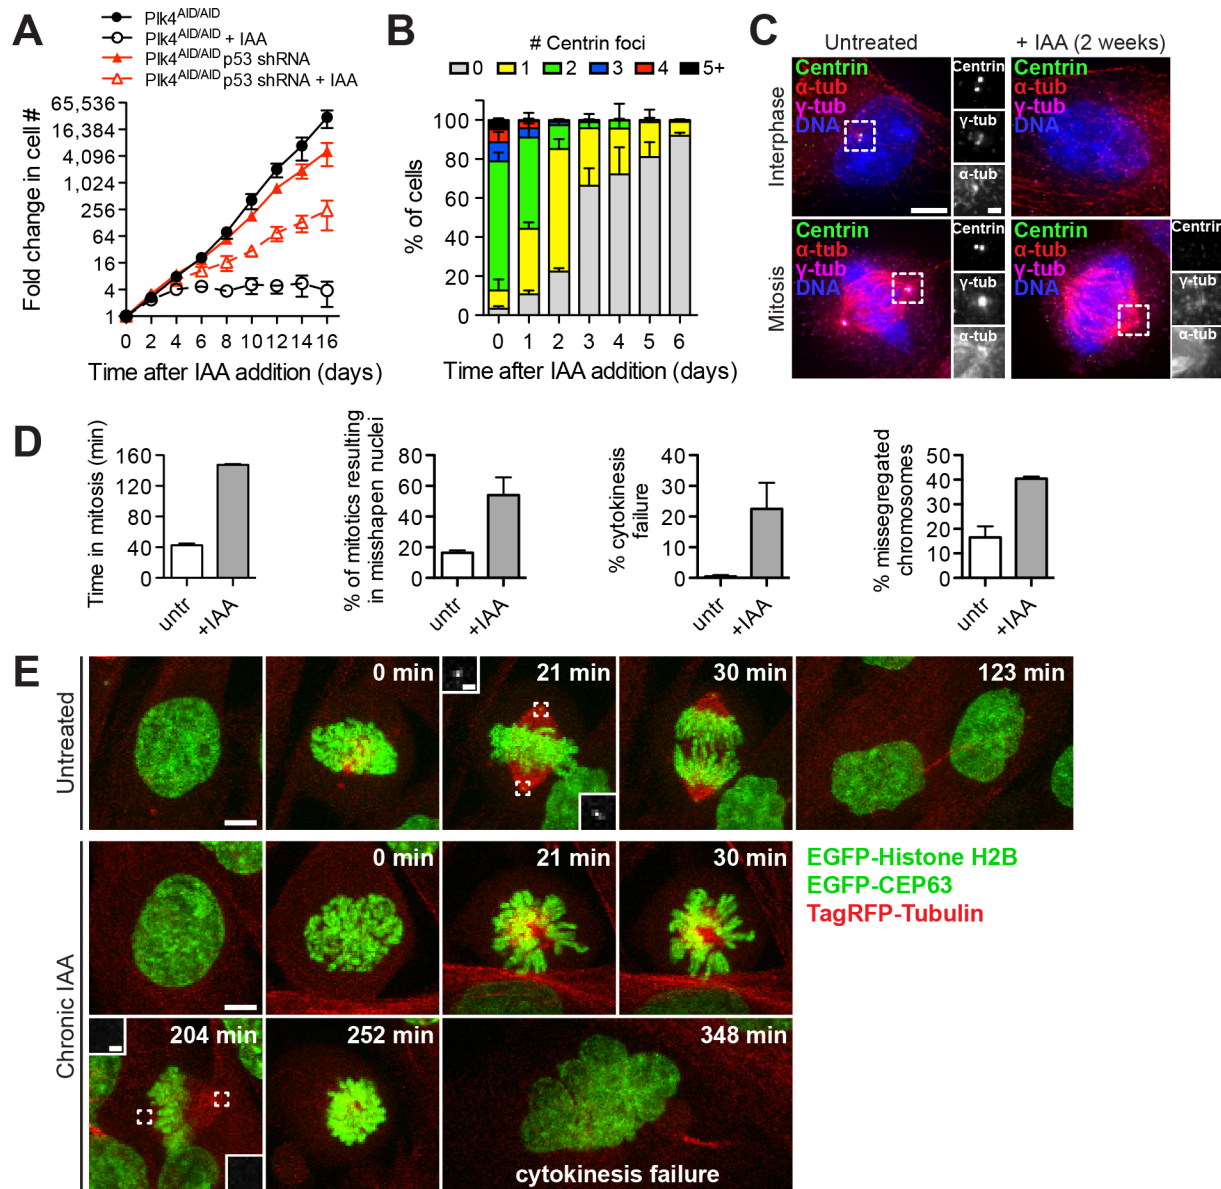 A
Plk4AID/AID
Plk4AID/AID + IAA
Plk4AID/AID p53 shRNA
Plk4AID/AID p53 shRNA + IAA
Fold change in cell #
65,536
16,384
4,096
1,024
256
64
16
4
1
0 2 4 6 8 10 12 14 16
Time after IAA addition (days)
B
# Centrin foci
0 1 2 3 4 5+
% of cells
100
80
60
40
20
0
0 1 2 3 4 5 6
Time after IAA addition (days)
C
Untreated
+ IAA (2 weeks)
Interphase
Centrin
α-tub
γ-tub
DNA
Centrin
γ-tub
α-tub
Centrin
α-tub
γ-tub
DNA
Mitosis
Centrin
α-tub
γ-tub
DNA
Centrin
γ-tub
α-tub
Centrin
α-tub
γ-tub
DNA
Centrin
γ-tub
α-tub
D
Time in mitosis (min)
160
120
80
40
0
untr
+IAA
% of mitotics resulting
in misshapen nuclei
80
60
40
20
0
untr
+IAA
% cytokinesis
failure
40
30
20
10
0
untr
+IAA
% missegregated
chromosomes
50
40
30
20
10
0
untr
+IAA
E
Untreated
0 min
21 min
30 min
123 min
Chronic IAA
0 min
21 min
30 min
EGFP-Histone H2B
EGFP-CEP63
TagRFP-Tubulin
204 min
252 min
348 min
cytokinesis failure